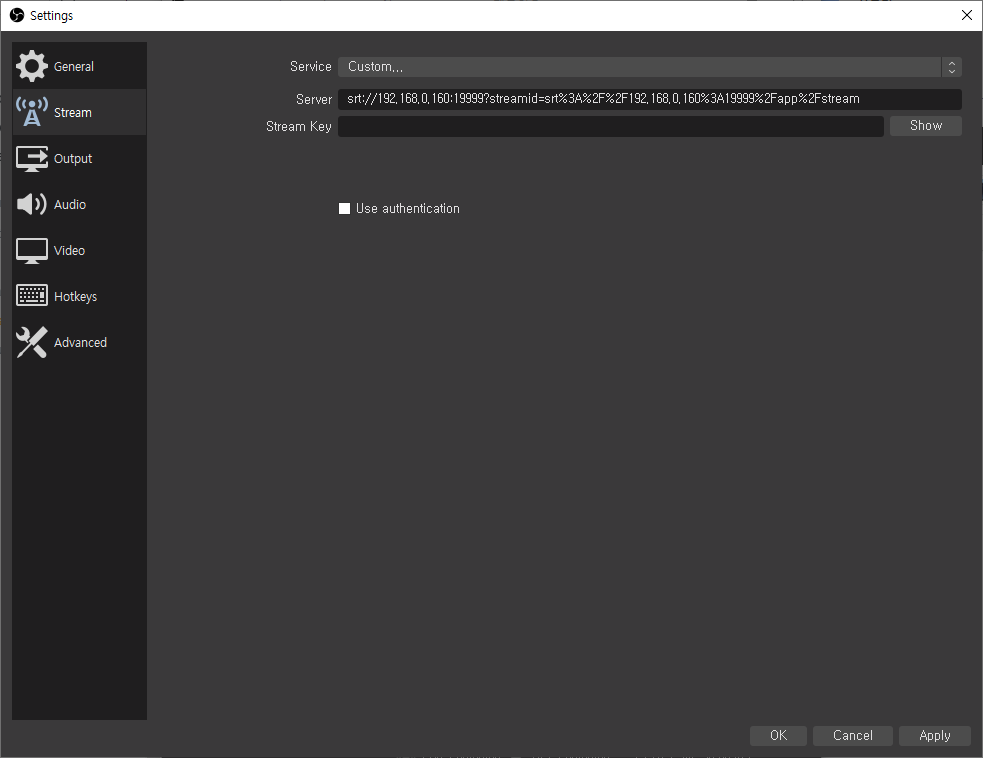 Settings
General
Stream
Output
Audio
Video
Hotkeys
Advanced
Service Custom...
Server srt://192.168.0.160:19999?streamid=srt%3A%2F%2F192.168.0.160%3A19999%2Fapp%2Fstream
Stream Key Show
Use authentication
OK Cancel Apply